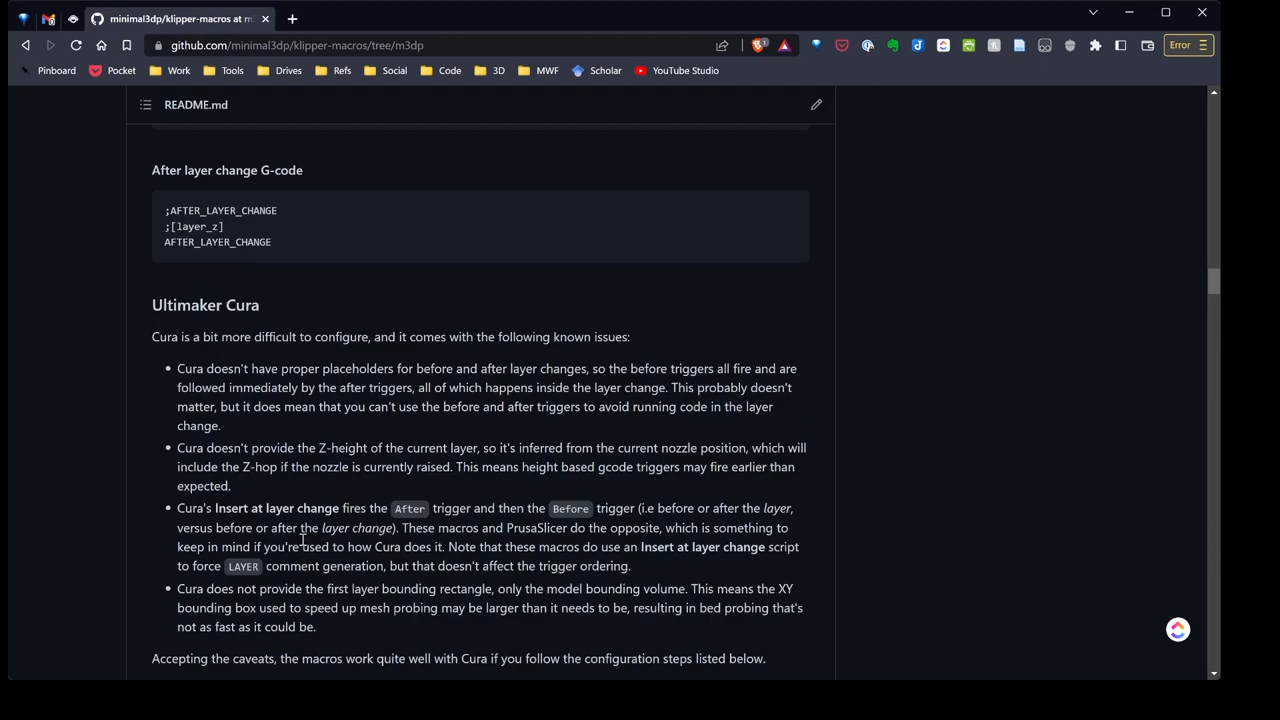 minimal3dp/klipper-macros at m
github.com/minimal3dp/klipper-macros/tree/m3dp
Error
Pinboard
Pocket
Work
Tools
Drives
Refs
Social
Code
3D
MWF
Scholar
YouTube Studio
README.md
After layer change G-code
;AFTER_LAYER_CHANGE
;[layer_z]
AFTER_LAYER_CHANGE
Ultimaker Cura
Cura is a bit more difficult to configure, and it comes with the following known issues:
Cura doesn't have proper placeholders for before and after layer changes, so the before triggers all fire and are
followed immediately by the after triggers, all of which happens inside the layer change. This probably doesn't
matter, but it does mean that you can't use the before and after triggers to avoid running code in the layer
change.
Cura doesn't provide the Z-height of the current layer, so it's inferred from the current nozzle position, which will
include the Z-hop if the nozzle is currently raised. This means height based gcode triggers may fire earlier than
expected.
Cura's Insert at layer change fires the After trigger and then the Before trigger (i.e before or after the layer,
versus before or after the layer change). These macros and PrusaSlicer do the opposite, which is something to
keep in mind if you're used to how Cura does it. Note that these macros do use an Insert at layer change script
to force LAYER comment generation, but that doesn't affect the trigger ordering.
Cura does not provide the first layer bounding rectangle, only the model bounding volume. This means the XY
bounding box used to speed up mesh probing may be larger than it needs to be, resulting in bed probing that's
not as fast as it could be.
Accepting the caveats, the macros work quite well with Cura if you follow the configuration steps listed below.